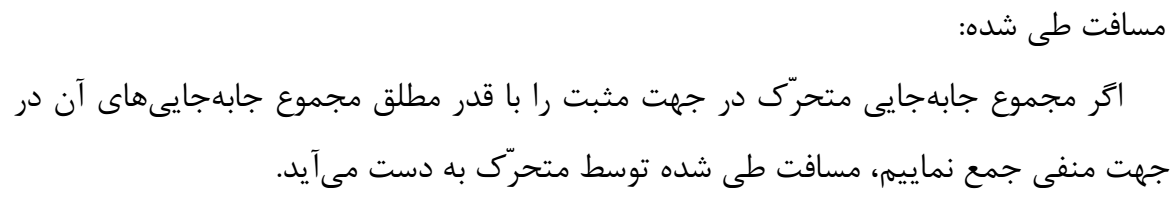 مسافت طی شده:
اگر مجموع جابه‌جایی متحرّک در جهت مثبت را با قدر مطلق مجموع جابه‌جایی‌های آن در
جهت منفی جمع نماییم، مسافت طی شده توسط متحرّک به دست می‌آید.